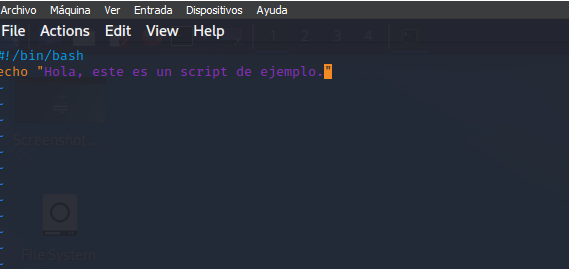 Archivo Máquina Ver Entrada Dispositivos Ayuda
File Actions Edit View Help
1 2 3 4
#!/bin/bash
echo "Hola, este es un script de ejemplo."
~
~
~
Screenshot...
~
~
~
~
~
~
~
File System
~